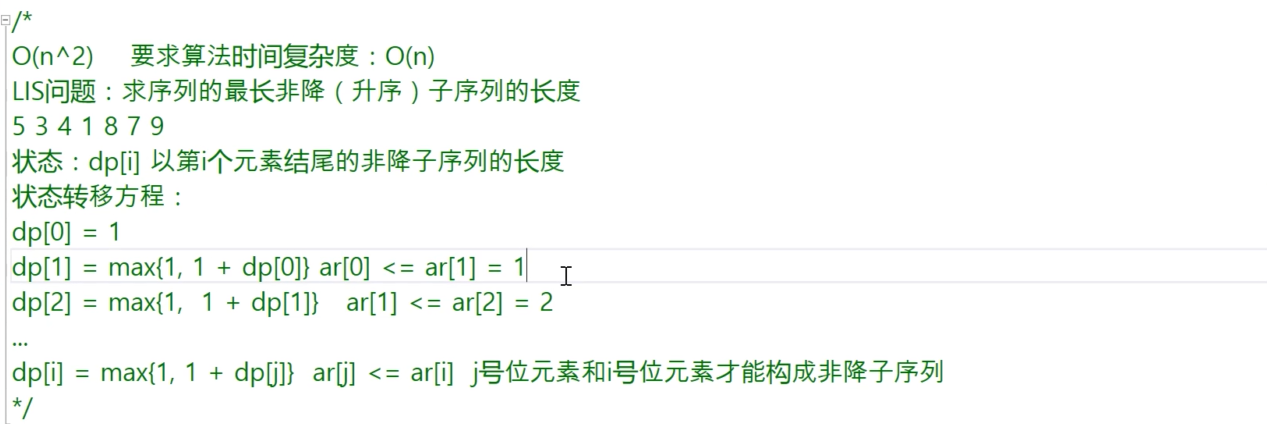 /*
O(n^2)     要求算法时间复杂度：O(n)
LIS问题：求序列的最长非降（升序）子序列的长度
5 3 4 1 8 7 9
状态：dp[i] 以第i个元素结尾的非降子序列的长度
状态转移方程：
dp[0] = 1
dp[1] = max{1, 1 + dp[0]} ar[0] <= ar[1] = 1
dp[2] = max{1,  1 + dp[1]}   ar[1] <= ar[2] = 2
...
dp[i] = max{1, 1 + dp[j]}  ar[j] <= ar[i]  j号位元素和i号位元素才能构成非降子序列
*/